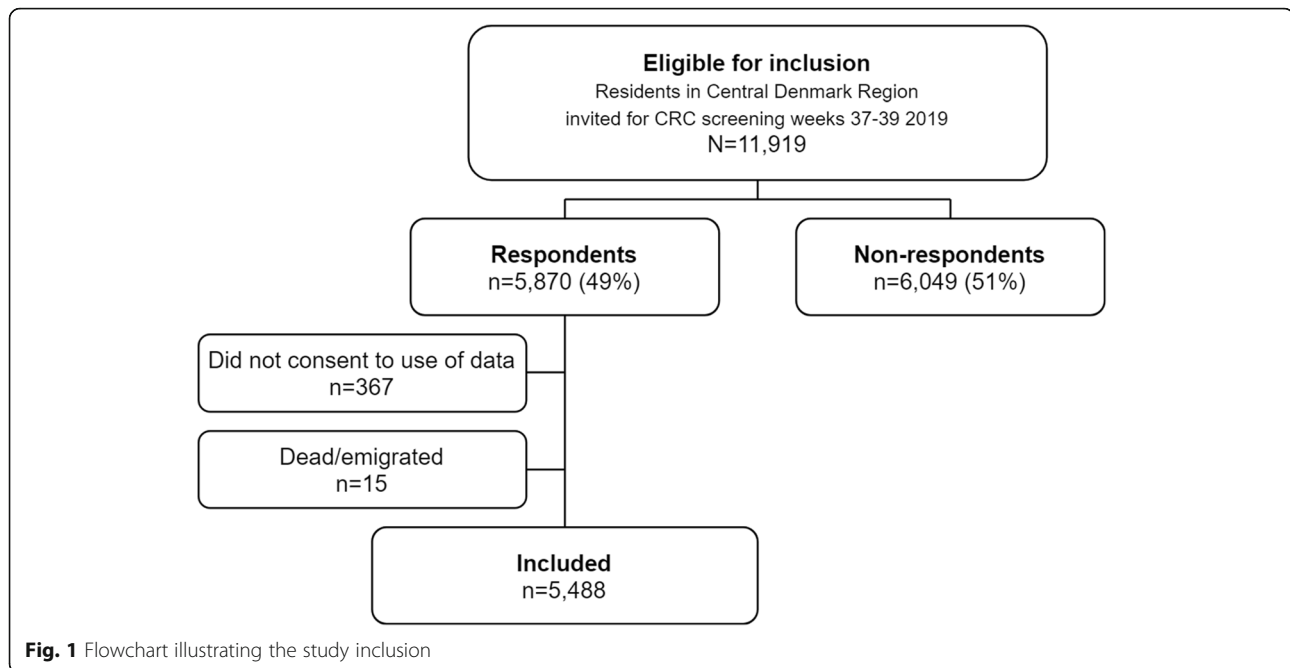 Eligible for inclusion
Residents in Central Denmark Region
invited for CRC screening weeks 37-39 2019
N=11,919
Respondents
n=5,870 (49%)
Non-respondents
n=6,049 (51%)
Did not consent to use of data
n=367
Dead/emigrated
n=15
Included
n=5,488
Fig. 1 Flowchart illustrating the study inclusion